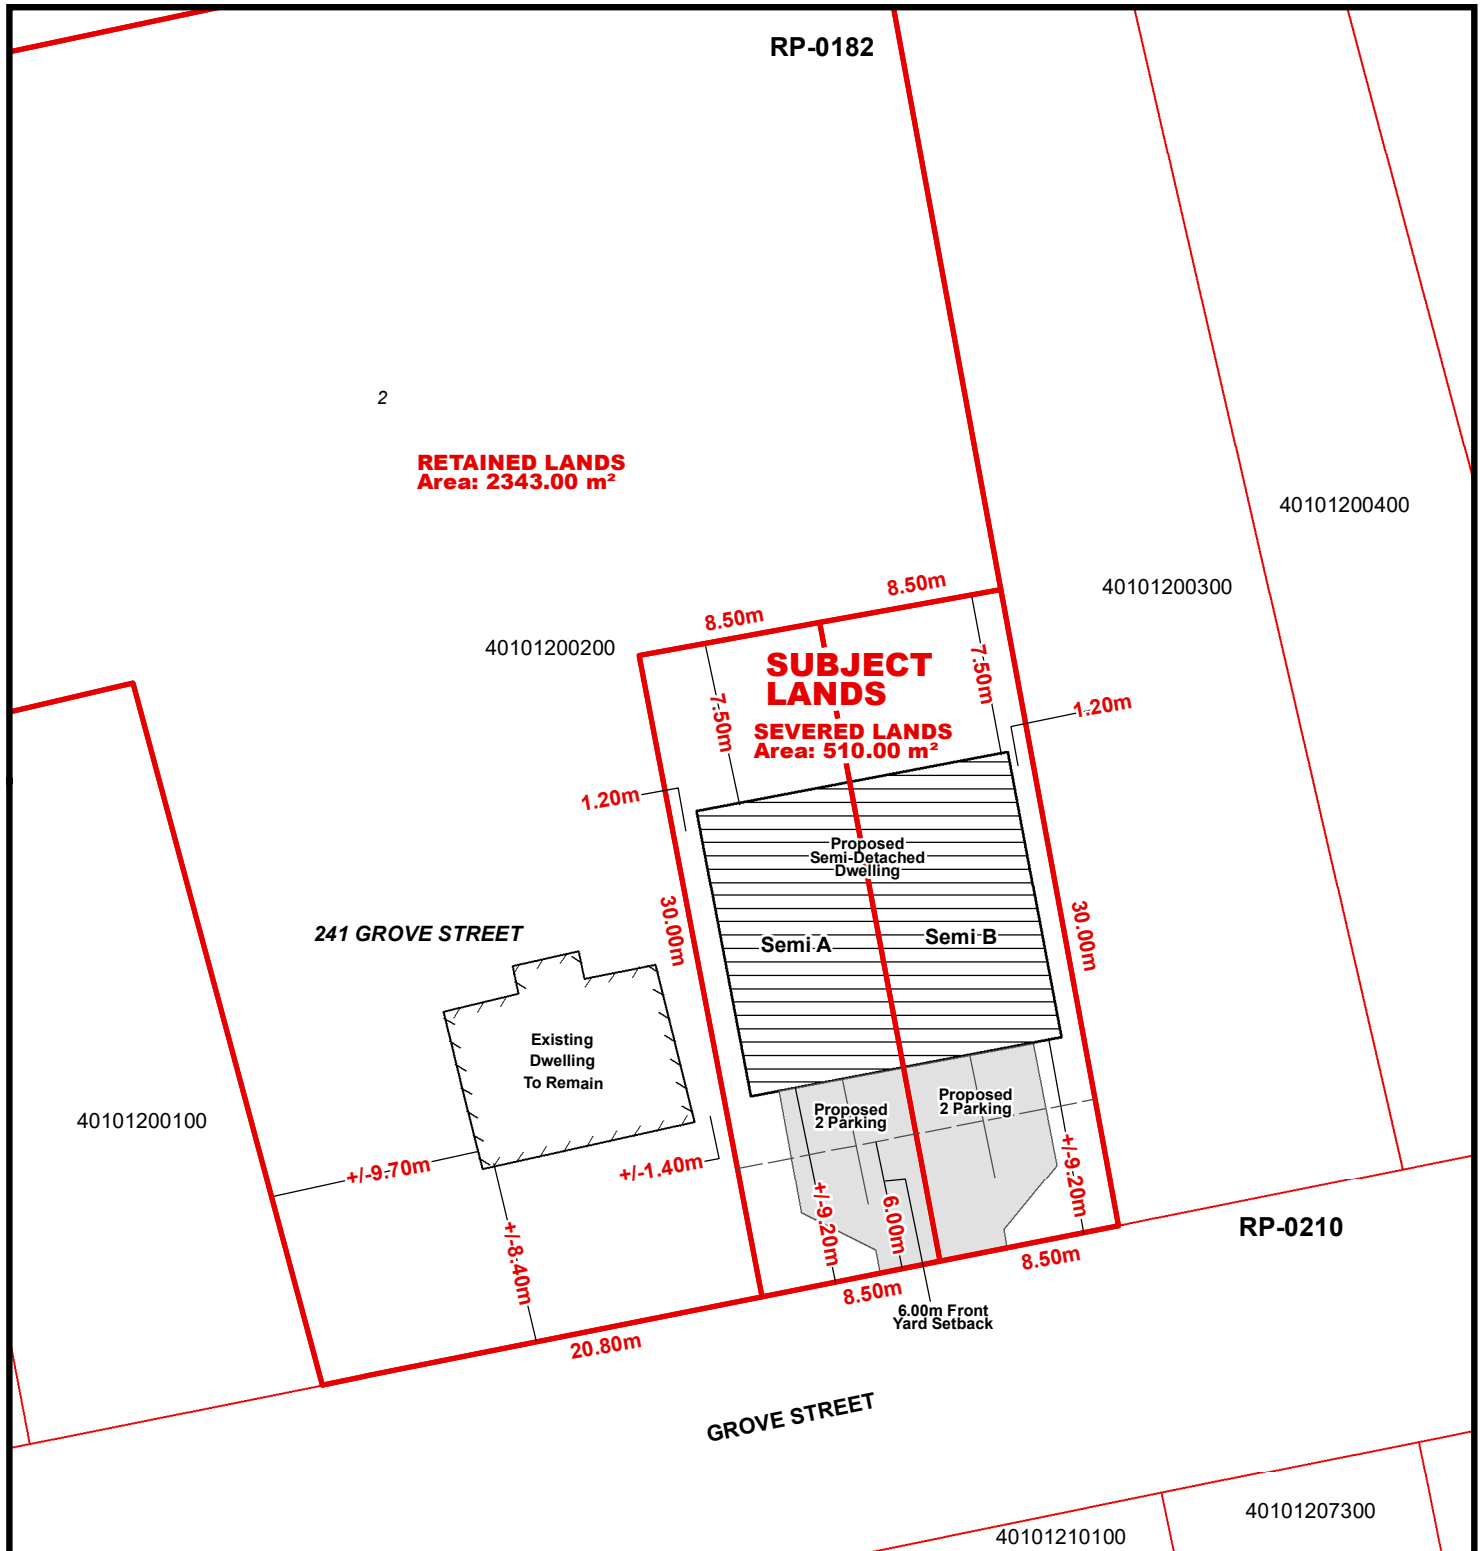 RP-0182
2
RETAINED LANDS
Area: 2343.00 m²
40101200400
8.50m
40101200300
8.50m
40101200200
SUBJECT
LANDS
7.50m
7.50m
1.20m
SEVERED LANDS
Area: 510.00 m²
1.20m
Proposed
Semi-Detached
Dwelling
30.00m
30.00m
241 GROVE STREET
Semi A
Semi B
Existing
Dwelling
To Remain
Proposed
2 Parking
Proposed
2 Parking
40101200100
+/-9.70m
+/-1.40m
+/-9.20m
+/-9.20m
6.00m
+/-8.40m
RP-0210
8.50m
8.50m
6.00m Front
Yard Setback
20.80m
GROVE STREET
40101207300
40101210100